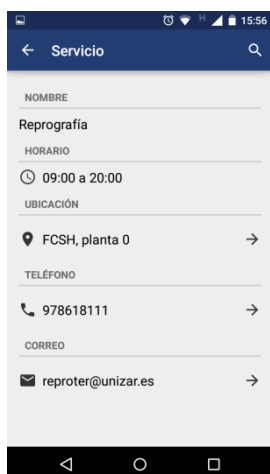 H 15:56
Servicio
NOMBRE
Reprografía
HORARIO
09:00 a 20:00
UBICACIÓN
FCSH, planta 0
TELÉFONO
978618111
CORREO
reproter@unizar.es